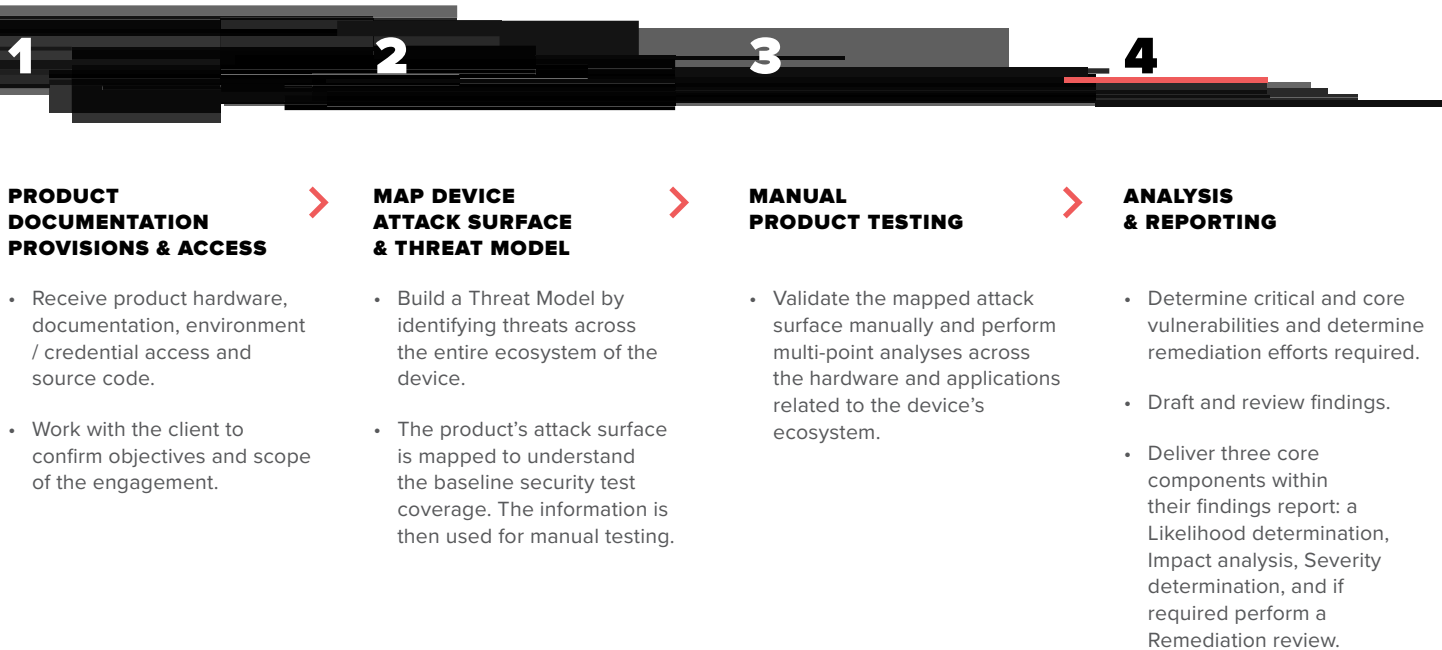 1
2
3
4
PRODUCT
DOCUMENTATION
PROVISIONS & ACCESS
• Receive product hardware,
documentation, environment
/ credential access and
source code.
• Work with the client to
confirm objectives and scope
of the engagement.
MAP DEVICE
ATTACK SURFACE
& THREAT MODEL
• Build a Threat Model by
identifying threats across
the entire ecosystem of the
device.
• The product’s attack surface
is mapped to understand
the baseline security test
coverage. The information is
then used for manual testing.
MANUAL
PRODUCT TESTING
• Validate the mapped attack
surface manually and perform
multi-point analyses across
the hardware and applications
related to the device’s
ecosystem.
ANALYSIS
& REPORTING
• Determine critical and core
vulnerabilities and determine
remediation efforts required.
• Draft and review findings.
• Deliver three core
components within
their findings report: a
Likelihood determination,
Impact analysis, Severity
determination, and if
required perform a
Remediation review.